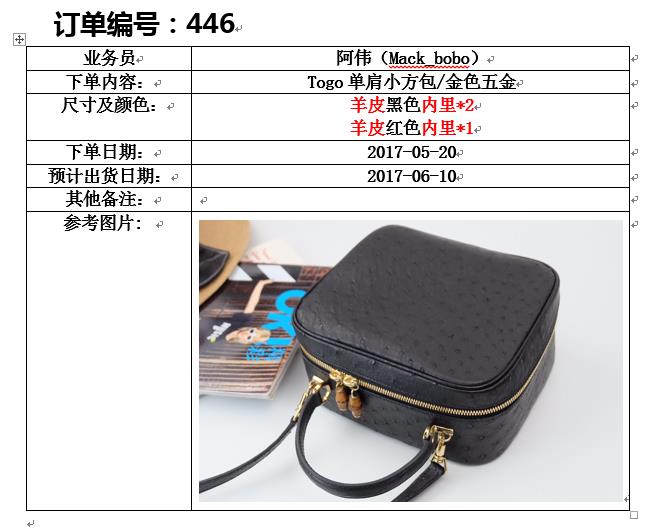 订单编号：446
业务员
阿伟（Mack_bobo）
下单内容：
Togo 单肩小方包/金色五金
尺寸及颜色：
羊皮黑色内里*2
羊皮红色内里*1
下单日期：
2017-05-20
预计出货日期：
2017-06-10
其他备注：
参考图片：